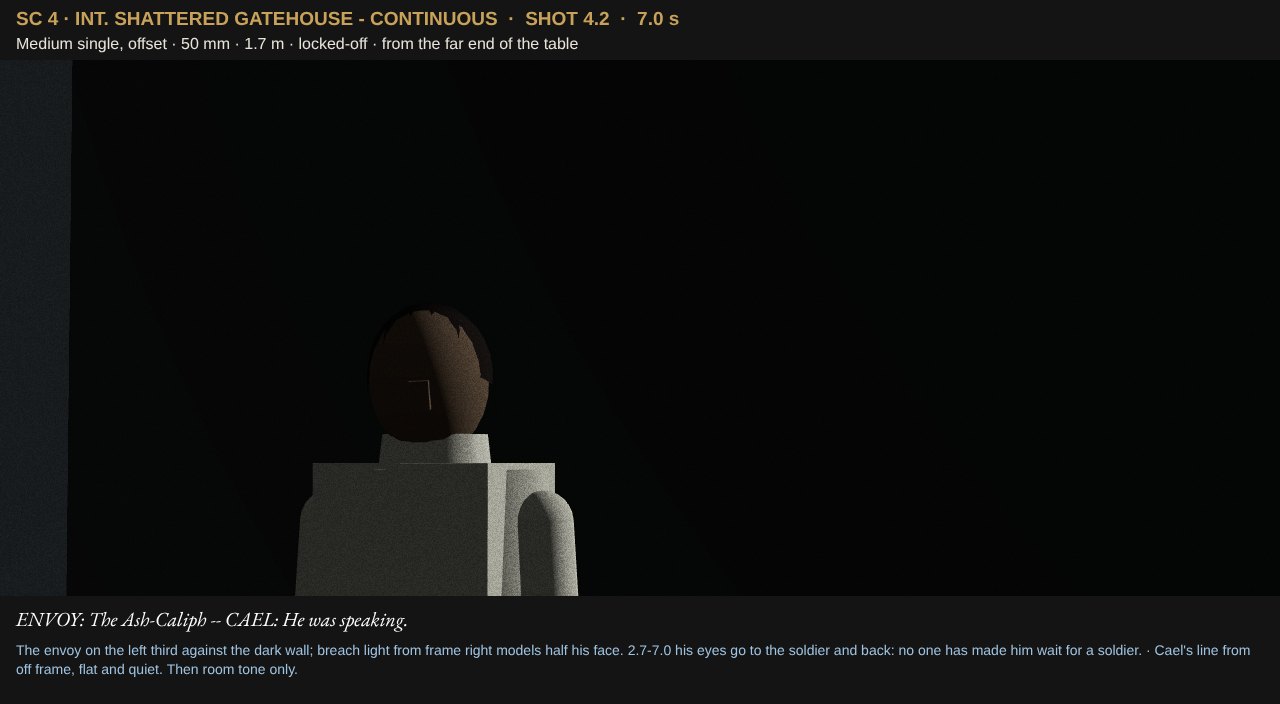 SC 4 · INT. SHATTERED GATEHOUSE - CONTINUOUS · SHOT 4.2 · 7.0 s
Medium single, offset · 50 mm · 1.7 m · locked-off · from the far end of the table
ENVOY: The Ash-Caliph -- CAEL: He was speaking.
The envoy on the left third against the dark wall; breach light from frame right models half his face. 2.7-7.0 his eyes go to the soldier and back: no one has made him wait for a soldier. · Cael's line from
off frame, flat and quiet. Then room tone only.